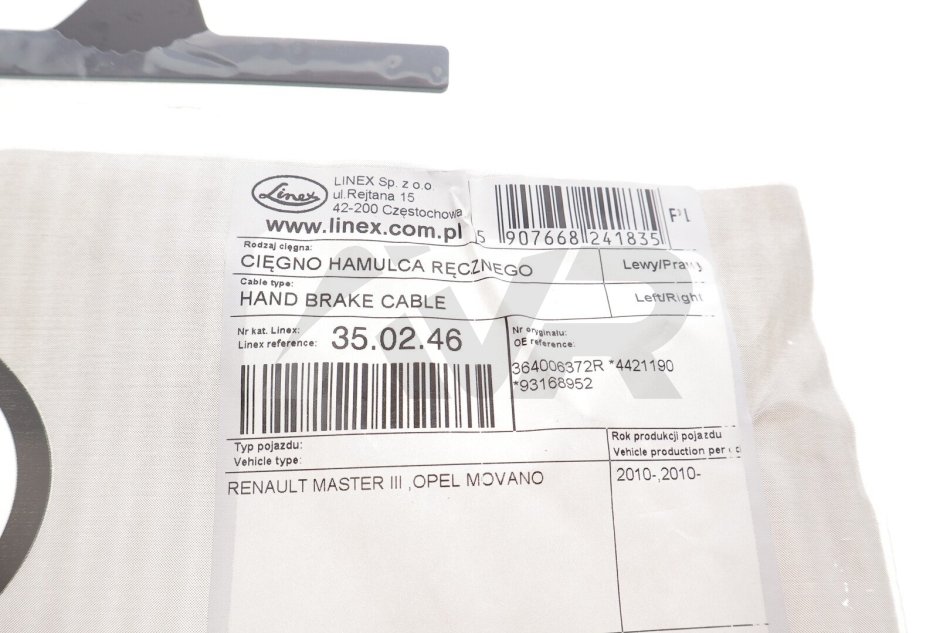 Linex
LINEX Sp. z o.o.
ul.Rejtana 15
42-200 Częstochowa
www.linex.com.pl
5 907668 241835
Rodzaj cięgna:
CIĘGNO HAMULCA RĘCZNEGO
Lewy/Prawy
Cable type:
HAND BRAKE CABLE
Left/Right
Nr kat. Linex:
Linex reference:
35.02.46
Nr oryginału:
OE reference:
364006372R *4421190
*93168952
Typ pojazdu:
Vehicle type:
Rok produkcji pojazdu
Vehicle production
RENAULT MASTER III ,OPEL MOVANO
2010-,2010-